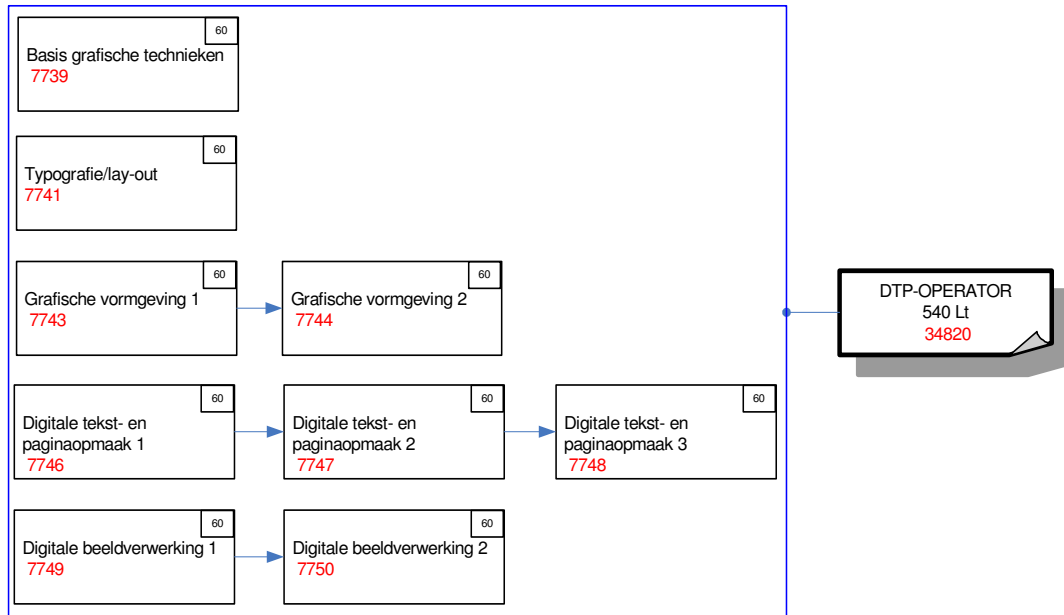 60
Basis grafische technieken
7739
60
Typografie/lay-out
7741
60
Grafische vormgeving 1
7743
60
Grafische vormgeving 2
7744
DTP-OPERATOR
540 Lt
34820
60
Digitale tekst- en
paginaopmaak 1
7746
60
Digitale tekst- en
paginaopmaak 2
7747
60
Digitale tekst- en
paginaopmaak 3
7748
60
Digitale beeldverwerking 1
7749
60
Digitale beeldverwerking 2
7750